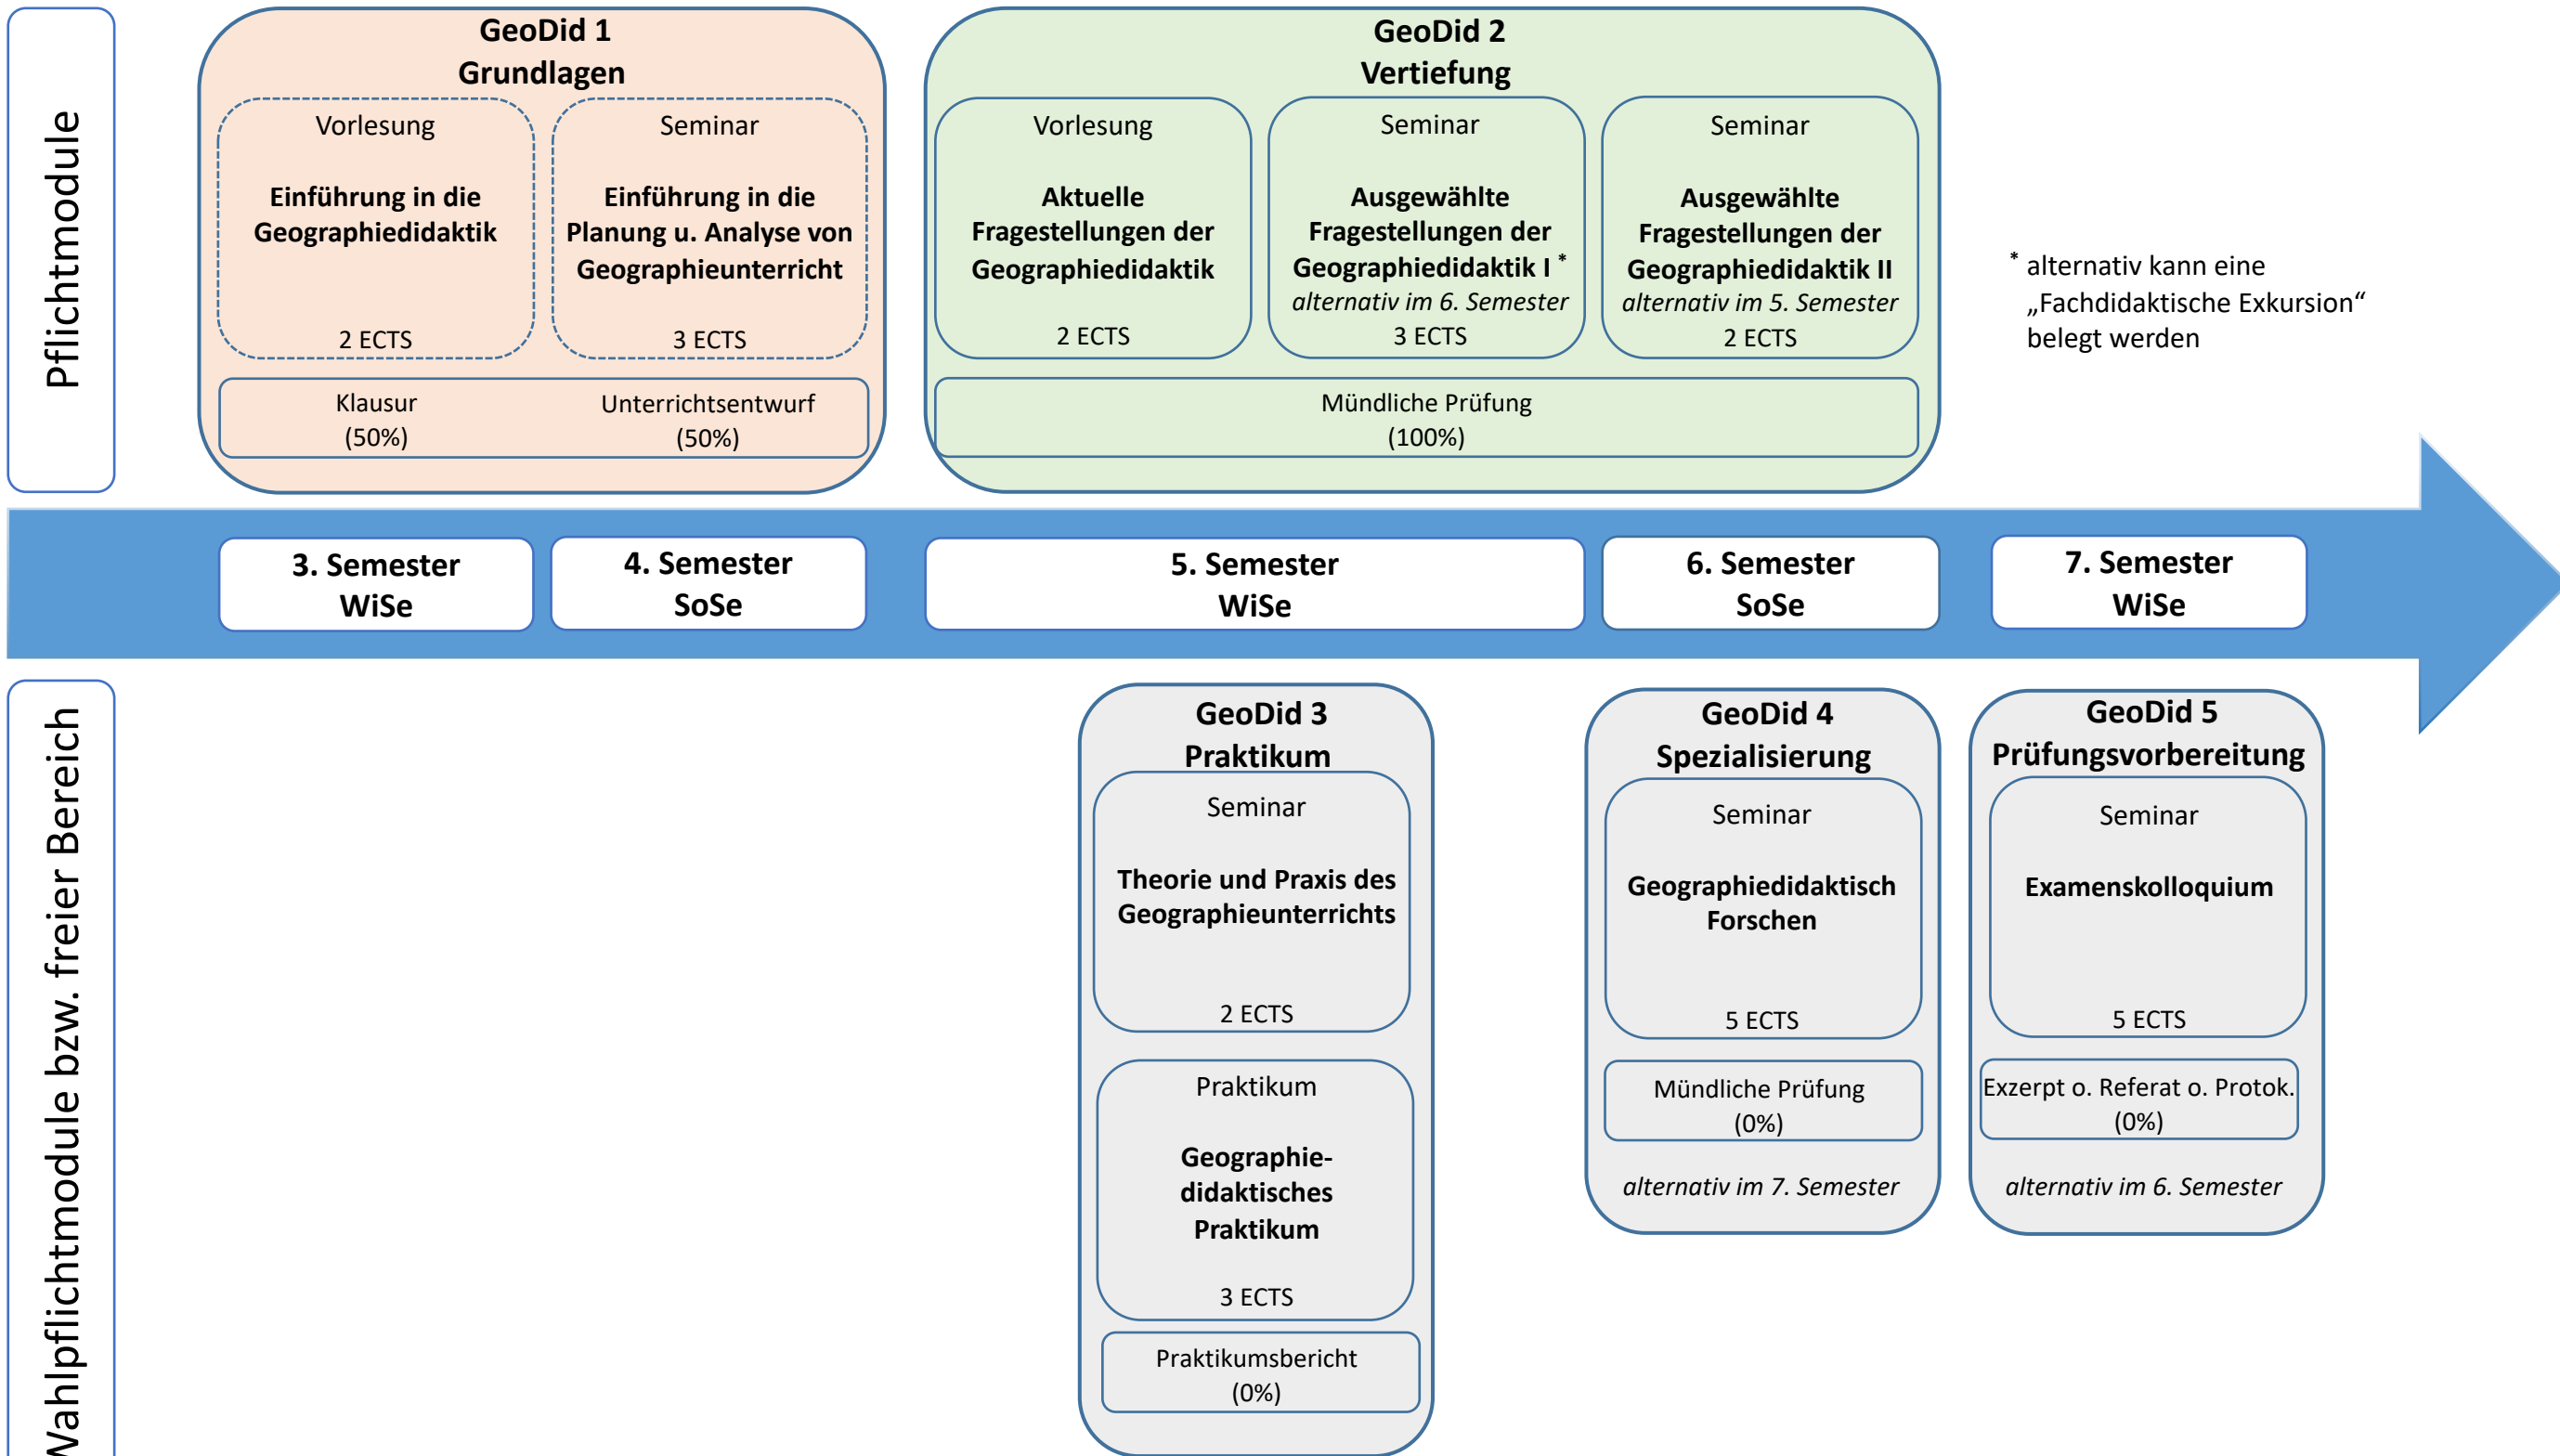 Pflichtmodule
GeoDid 1
Grundlagen
Vorlesung
Einführung in die
Geographiedidaktik
2 ECTS
Seminar
Einführung in die
Planung u. Analyse von
Geographieunterricht
3 ECTS
Klausur
(50%)
Unterrichtsentwurf
(50%)
GeoDid 2
Vertiefung
Vorlesung
Aktuelle
Fragestellungen der
Geographiedidaktik
2 ECTS
Seminar
Ausgewählte
Fragestellungen der
Geographiedidaktik I *
alternativ im 6. Semester
3 ECTS
Seminar
Ausgewählte
Fragestellungen der
Geographiedidaktik II
alternativ im 5. Semester
2 ECTS
Mündliche Prüfung
(100%)
* alternativ kann eine
„Fachdidaktische Exkursion“
belegt werden
3. Semester
WiSe
4. Semester
SoSe
5. Semester
WiSe
6. Semester
SoSe
7. Semester
WiSe
Wahlpflichtmodule bzw. freier Bereich
GeoDid 3
Praktikum
Seminar
Theorie und Praxis des
Geographieunterrichts
2 ECTS
Praktikum
Geographie-
didaktisches
Praktikum
3 ECTS
Praktikumsbericht
(0%)
GeoDid 4
Spezialisierung
Seminar
Geographiedidaktisch
Forschen
5 ECTS
Mündliche Prüfung
(0%)
alternativ im 7. Semester
GeoDid 5
Prüfungsvorbereitung
Seminar
Examenskolloquium
5 ECTS
Exzerpt o. Referat o. Protok.
(0%)
alternativ im 6. Semester